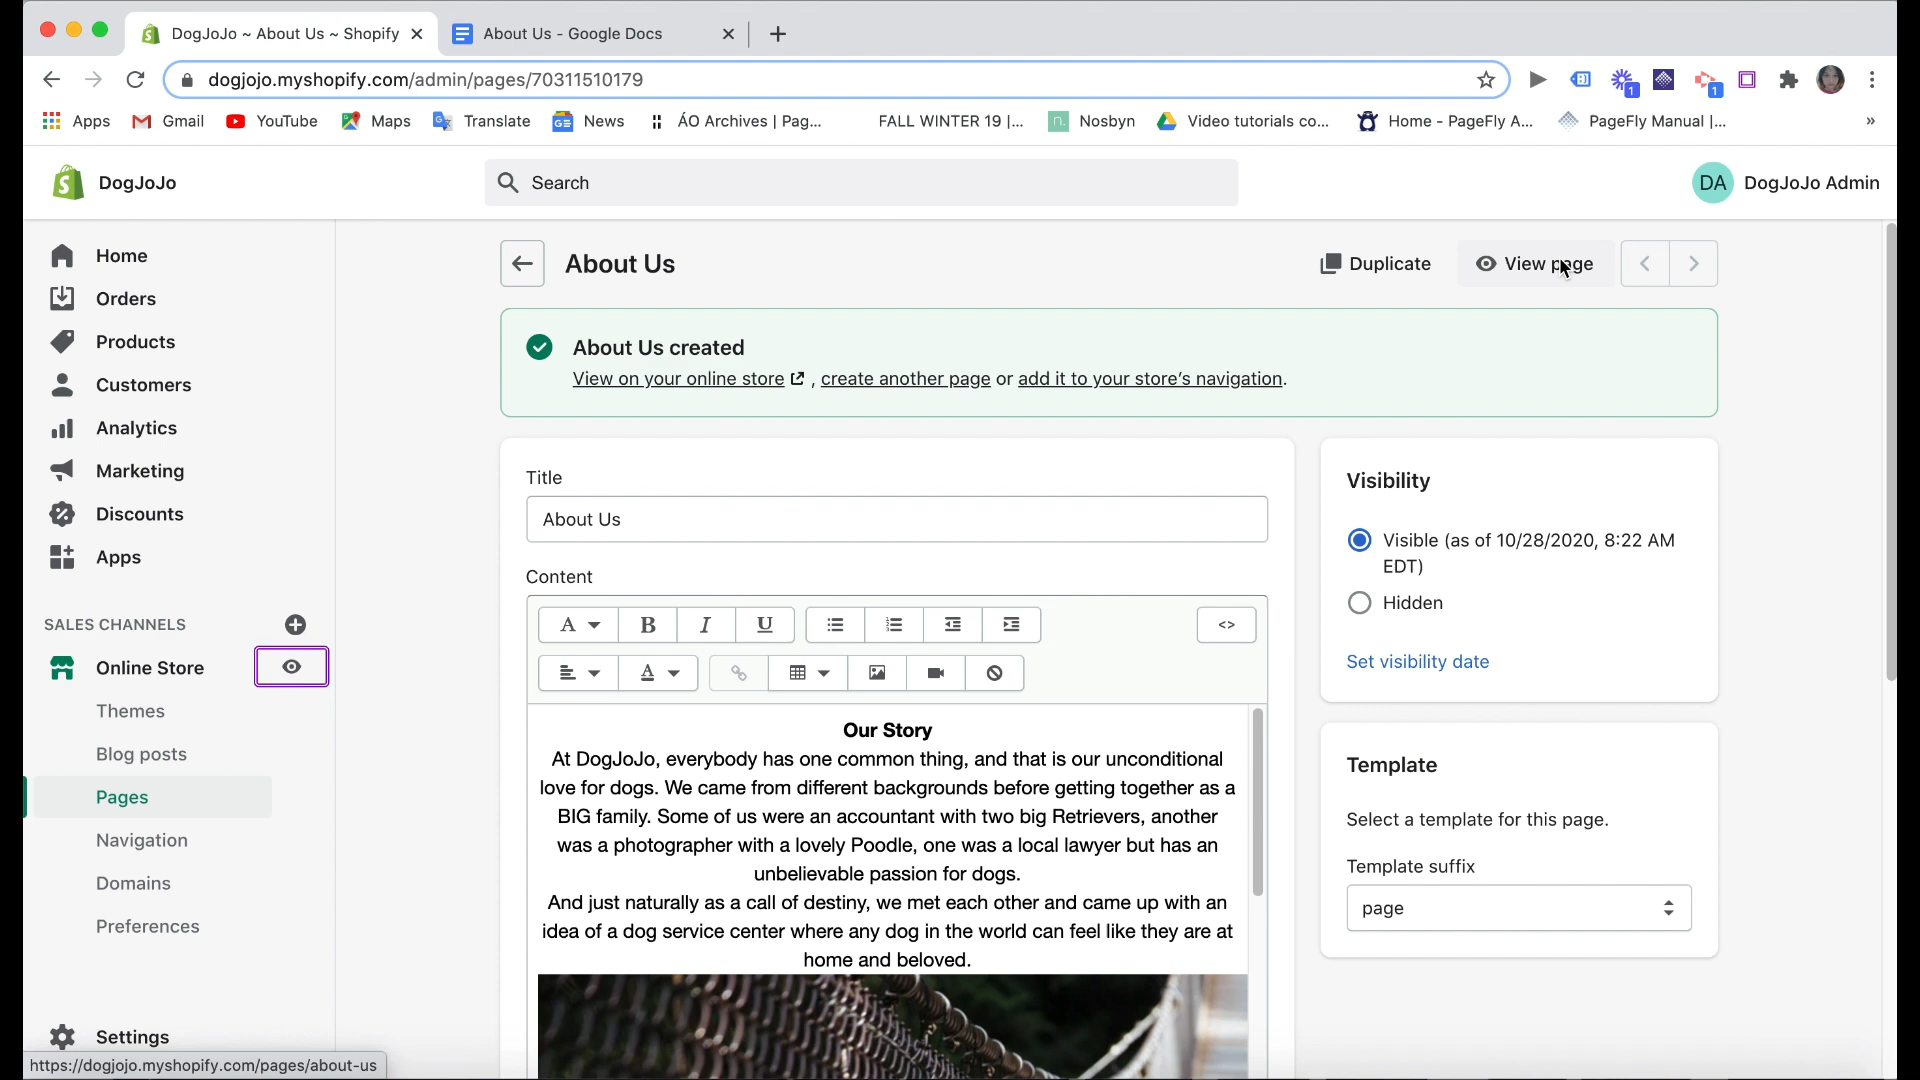 DogJoJo ~ About Us ~ Shopify
About Us - Google Docs
dogjojo.myshopify.com/admin/pages/70311510179
1
1
Apps
Gmail
YouTube
Maps
Translate
News
ÁO Archives | Pag...
FALL WINTER 19 |...
n.
Nosbyn
Video tutorials co...
Home - PageFly A...
PageFly Manual |...
»
DogJoJo
Search
DA
DogJoJo Admin
Home
Orders
Products
Customers
Analytics
Marketing
Discounts
Apps
SALES CHANNELS
Online Store
Themes
Blog posts
Pages
Navigation
Domains
Preferences
Settings
https://dogjojo.myshopify.com/pages/about-us
About Us
Duplicate
View page
About Us created
View on your online store , create another page or add it to your store's navigation.
Title
About Us
Content
A
B
I
U
<>
A
Our Story
At DogJoJo, everybody has one common thing, and that is our unconditional
love for dogs. We came from different backgrounds before getting together as a
BIG family. Some of us were an accountant with two big Retrievers, another
was a photographer with a lovely Poodle, one was a local lawyer but has an
unbelievable passion for dogs.
And just naturally as a call of destiny, we met each other and came up with an
idea of a dog service center where any dog in the world can feel like they are at
home and beloved.
Visibility
Visible (as of 10/28/2020, 8:22 AM
EDT)
Hidden
Set visibility date
Template
Select a template for this page.
Template suffix
page